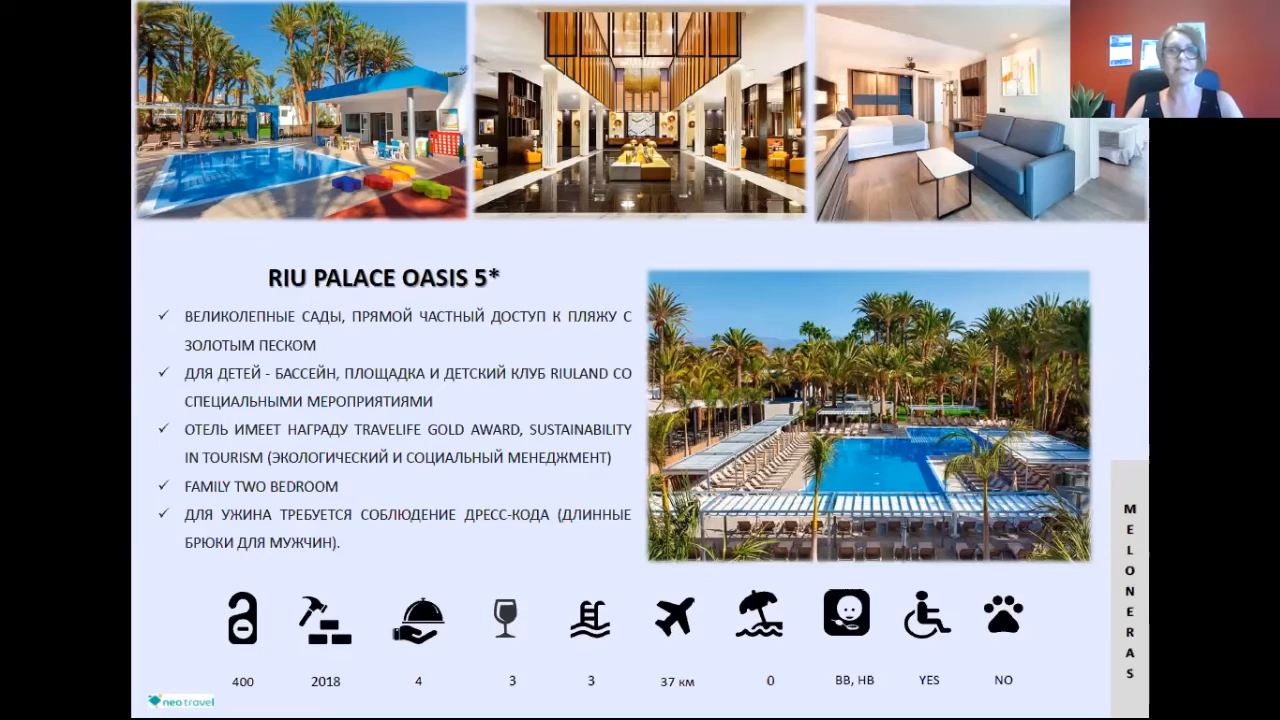 RIU PALACE OASIS 5*
✓ ВЕЛИКОЛЕПНЫЕ САДЫ, ПРЯМОЙ ЧАСТНЫЙ ДОСТУП К ПЛЯЖУ С
ЗОЛОТЫМ ПЕСКОМ
✓ ДЛЯ ДЕТЕЙ - БАССЕЙН, ПЛОЩАДКА И ДЕТСКИЙ КЛУБ RIULAND СО
СПЕЦИАЛЬНЫМИ МЕРОПРИЯТИЯМИ
✓ ОТЕЛЬ ИМЕЕТ НАГРАДУ TRAVELIFE GOLD AWARD, SUSTAINABILITY
IN TOURISM (ЭКОЛОГИЧЕСКИЙ И СОЦИАЛЬНЫЙ МЕНЕДЖМЕНТ)
✓ FAMILY TWO BEDROOM
✓ ДЛЯ УЖИНА ТРЕБУЕТСЯ СОБЛЮДЕНИЕ ДРЕСС-КОДА (ДЛИННЫЕ
БРЮКИ ДЛЯ МУЖЧИН).
MELONERAS
400 2018 4 3 3 37 км 0 BB, HB YES NO
neo travel